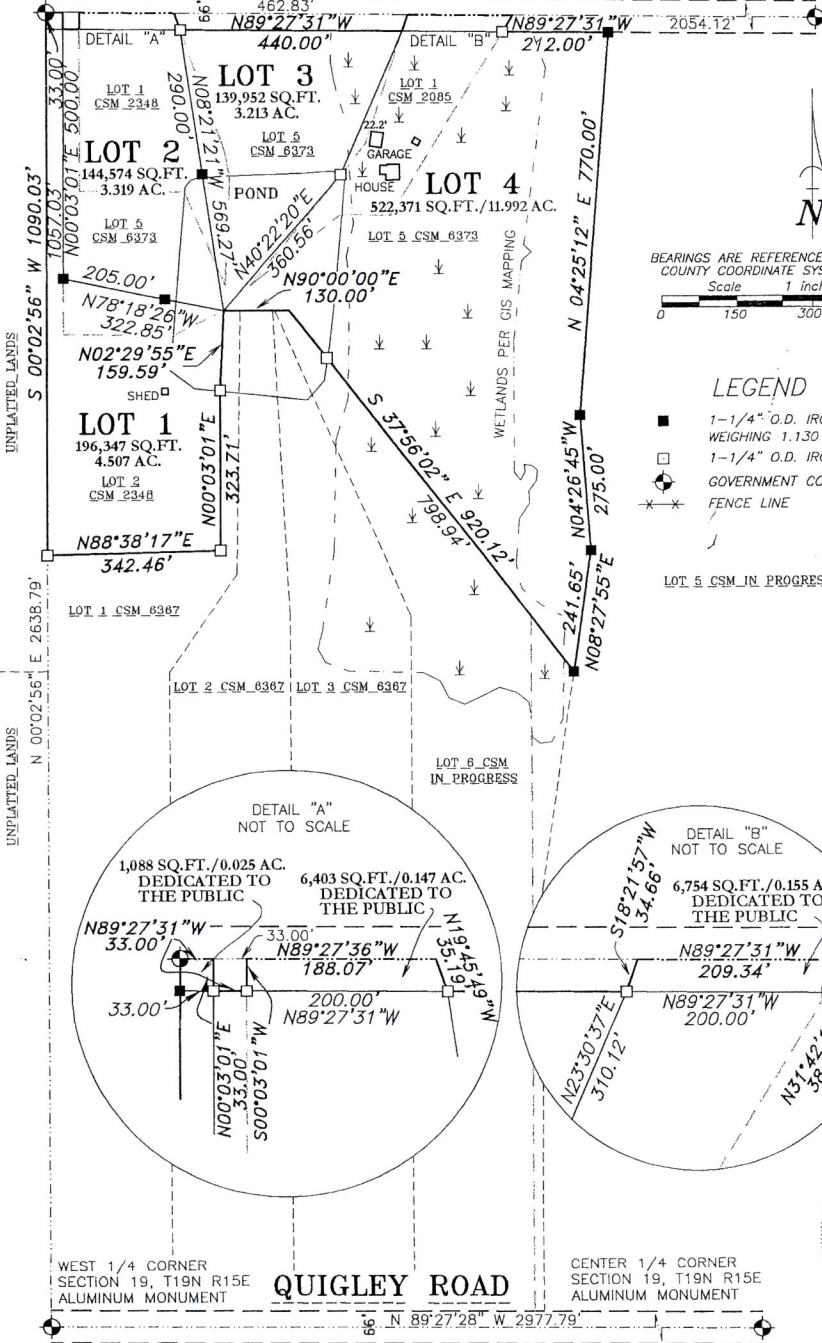 462.83'
66'
N89°27'31"W
440.00'
N89°27'31"W
212.00'
2054.12'
DETAIL "A"
DETAIL "B"
33.00'
LOT 1
CSM 2348
290.00'
N08°21'21"W 569.27'
LOT 3
139,952 SQ.FT.
3.213 AC.
LOT 5
CSM 6373
LOT 1
CSM 2085
22.2'
GARAGE
HOUSE
N00°03'01"E 500.00
1057.03'
S 00°02'56" W 1090.03'
LOT 2
144,574 SQ.FT.
3.319 AC.
LOT 5
CSM 6373
POND
N40°22'20"E
360.56'
LOT 4
522,371 SQ.FT./11.992 AC.
LOT 5 CSM 6373
N 04°25'12" E 770.00'
N
BEARINGS ARE REFERENCE
COUNTY COORDINATE SYS
Scale 1 inch
0 150 300
205.00'
N78°18'26"W
322.85'
N90°00'00"E
130.00'
WETLANDS PER GIS MAPPING
N02°29'55"E
159.59'
UNPLATTED LANDS
SHED
LOT 1
196,347 SQ.FT.
4.507 AC.
LOT 2
CSM 2348
N00°03'01"E
323.71'
S 37°56'02" E 920.12'
798.94'
LEGEND
1-1/4" O.D. IRO
WEIGHING 1.130
1-1/4" O.D. IRO
GOVERNMENT CO
FENCE LINE
N04°26'45"W
275.00'
N88°38'17"E
342.46'
241.65'
N08°27'55"E
LOT 5 CSM IN PROGRES
LOT 1 CSM 6367
N 00°02'56" E 2638.79'
LOT 2 CSM 6367
LOT 3 CSM 6367
UNPLATTED LANDS
LOT 6 CSM
IN PROGRESS
DETAIL "A"
NOT TO SCALE
1,088 SQ.FT./0.025 AC.
DEDICATED TO
THE PUBLIC
6,403 SQ.FT./0.147 AC.
DEDICATED TO
THE PUBLIC
N89°27'31"W
33.00'
33.00'
N89°27'36"W
188.07'
N19°45'49"W
35.19'
33.00'
200.00'
N89°27'31"W
N00°03'01"E
33.00'
S00°03'01"W
DETAIL "B"
NOT TO SCALE
S18°21'57"W
34.66'
6,754 SQ.FT./0.155 A
DEDICATED TO
THE PUBLIC
N89°27'31"W
209.34'
N89°27'31"W
200.00'
N23°30'37"E
310.12'
N31°42'
38
WEST 1/4 CORNER
SECTION 19, T19N R15E
ALUMINUM MONUMENT
QUIGLEY ROAD
CENTER 1/4 CORNER
SECTION 19, T19N R15E
ALUMINUM MONUMENT
66'
N 89°27'28" W 2977.79'